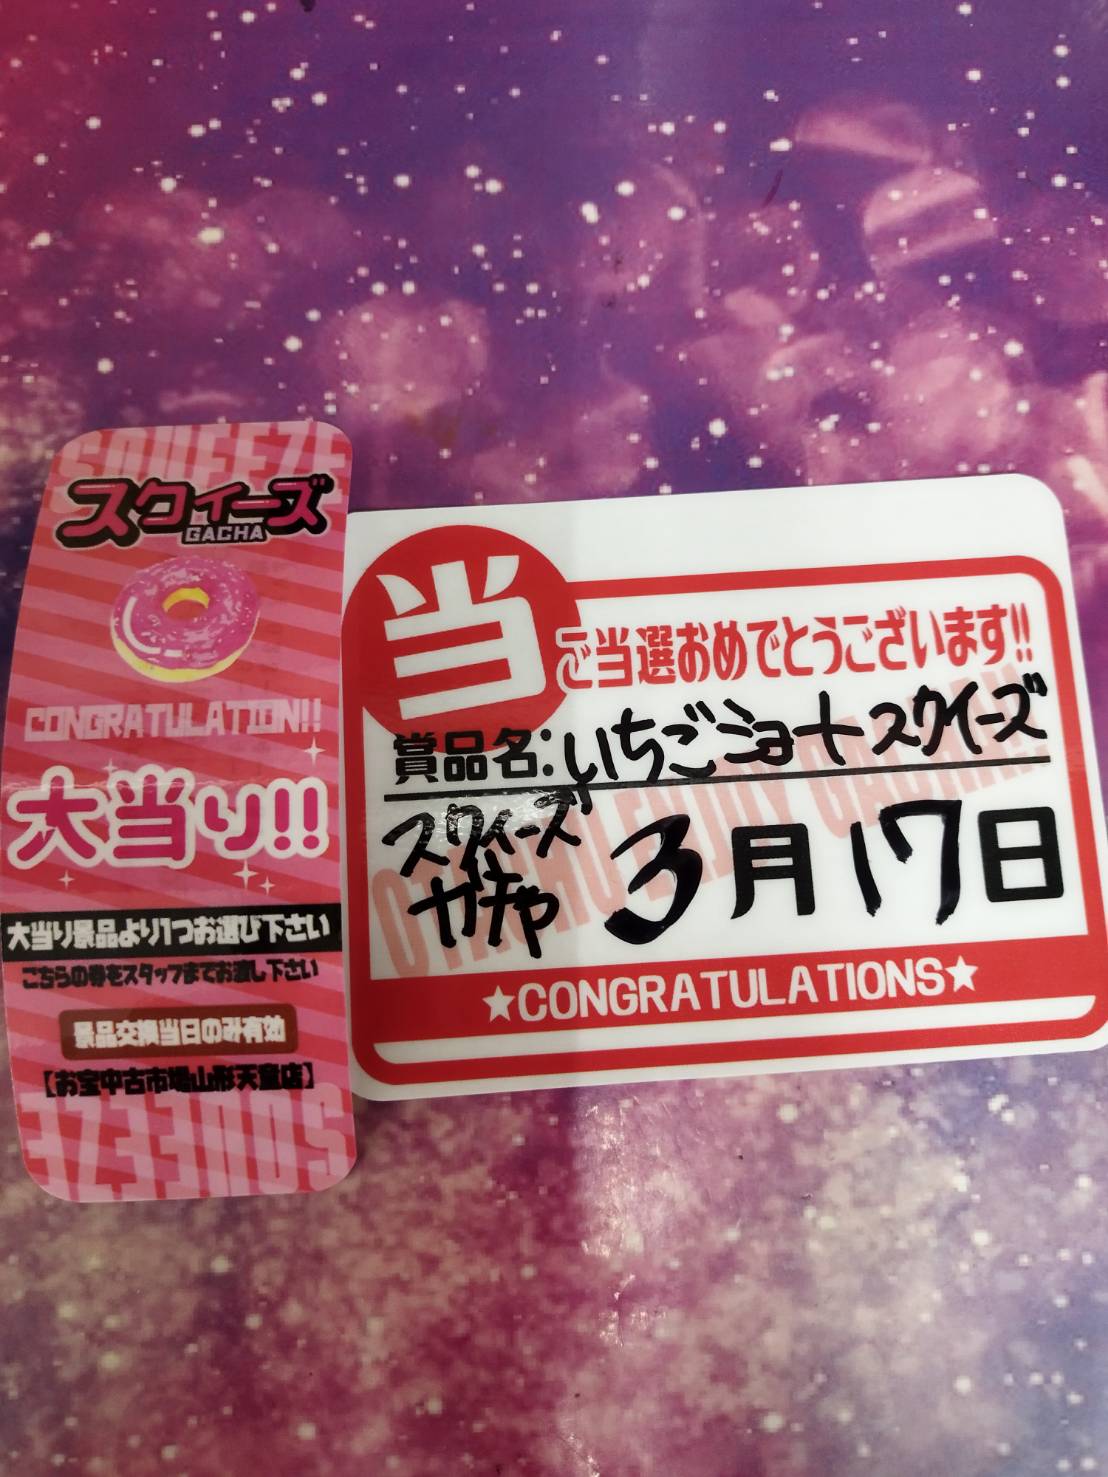 SQUEEZE
スクィーズ
GACHA
CONGRATULATION!!
大当り!!
大当り景品より1つお選び下さい
こちらの券をスタッフまでお渡し下さい
景品交換当日のみ有効
【お宝中古市場山形天童店】
SQUEEZE
当
ご当選おめでとうございます!!
賞品名:いちごショートスクイーズ
スクィーズ
ガチャ
3月17日
★CONGRATULATIONS★